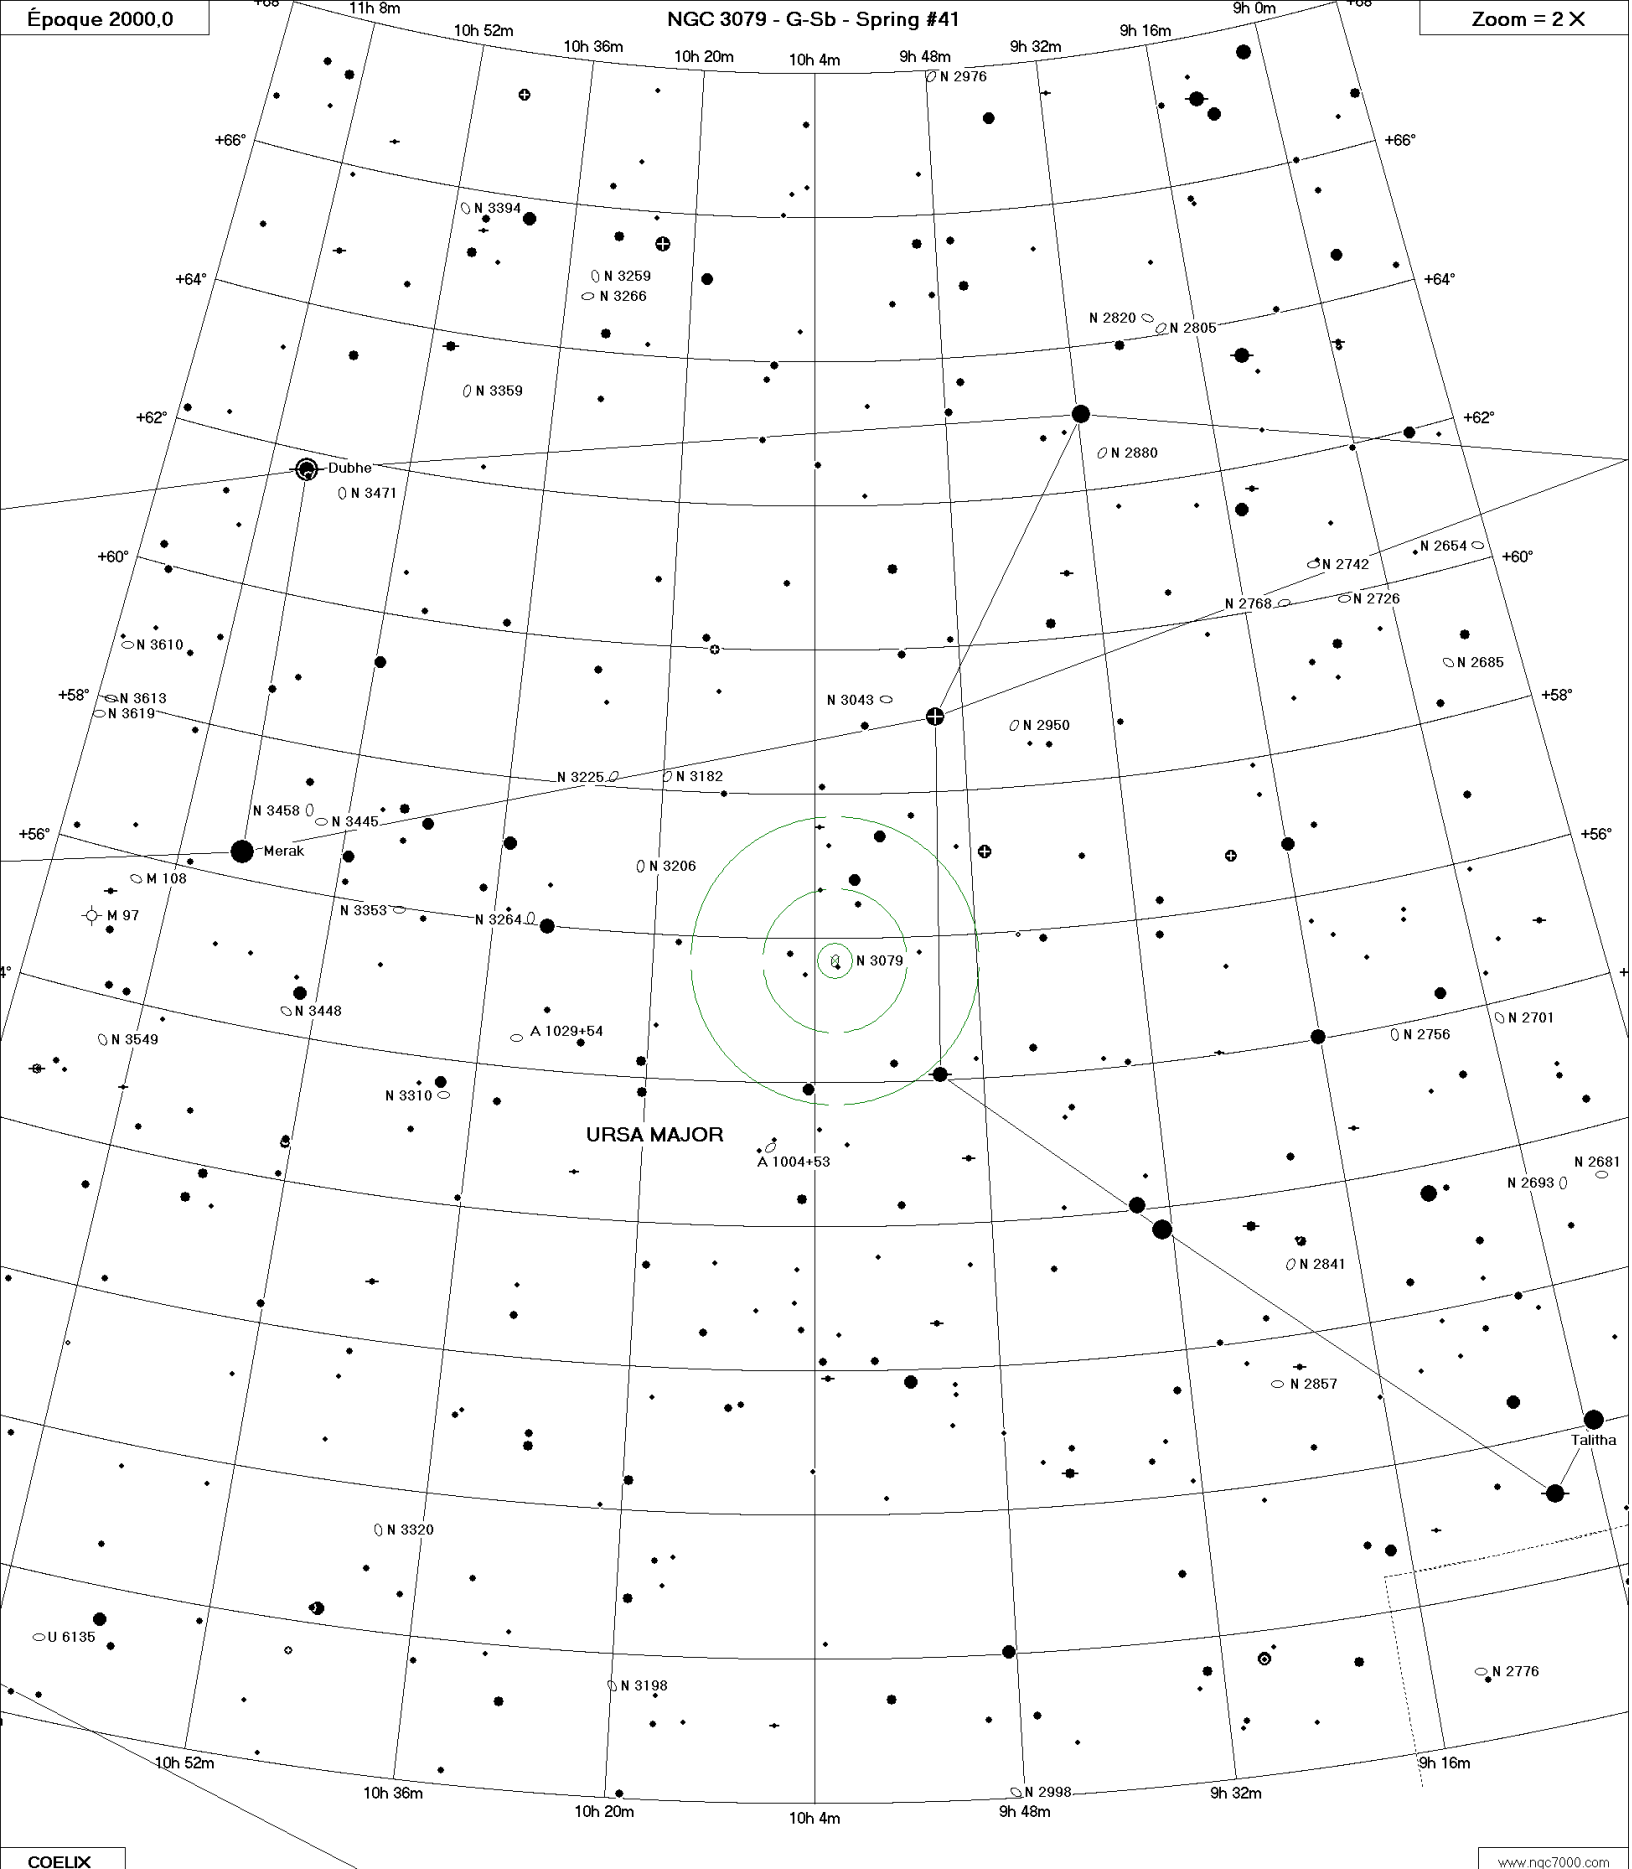 +68°
11h 8m
+68°
Époque 2000,0
NGC 3079 - G-Sb - Spring #41
Zoom = 2 X
10h 52m
10h 36m
10h 20m
10h 4m
9h 48m
9h 32m
9h 16m
9h 0m
N 2976
+66°
+66°
N 3394
+64°
N 3259
+64°
N 3266
N 2820
N 2805
N 3359
+62°
+62°
Dubhe
N 2880
N 3471
+60°
N 2654
+60°
N 2742
N 2768
N 2726
N 3610
N 2685
+58°
N 3613
N 3043
+58°
N 3619
N 2950
N 3225
N 3182
N 3458
N 3445
+56°
+56°
Merak
N 3206
M 108
N 3353
M 97
N 3264
N 3079
4°
+
N 3448
N 2701
A 1029+54
N 2756
N 3549
N 3310
URSA MAJOR
A 1004+53
N 2681
N 2693
N 2841
N 2857
Talitha
N 3320
U 6135
N 2776
N 3198
10h 52m
9h 16m
10h 36m
N 2998
9h 32m
10h 20m
10h 4m
9h 48m
COELIX
www.ngc7000.com